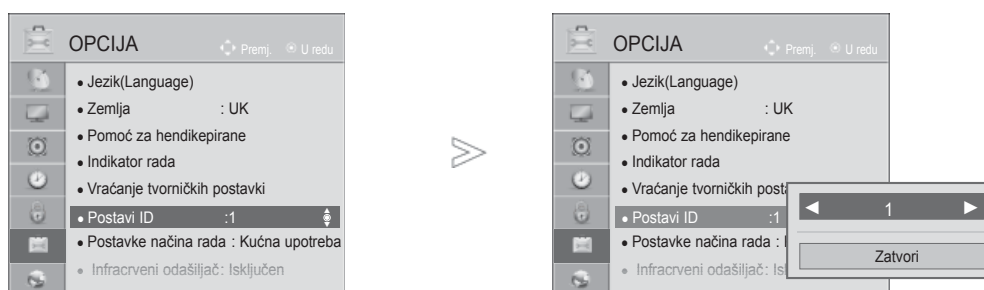 OPCIJA
Premj. U redu
• Jezik(Language)
• Zemlja : UK
• Pomoć za hendikepirane
• Indikator rada
• Vraćanje tvorničkih postavki
• Postavi ID :1
• Postavke načina rada : Kućna upotreba
• Infracrveni odašiljač: Isključen
OPCIJA
Premj. U redu
• Jezik(Language)
• Zemlja : UK
• Pomoć za hendikepirane
• Indikator rada
• Vraćanje tvorničkih posta
• Postavi ID :1
• Postavke načina rada :
• Infracrveni odašiljač: Is
◄ 1 ►
Zatvori